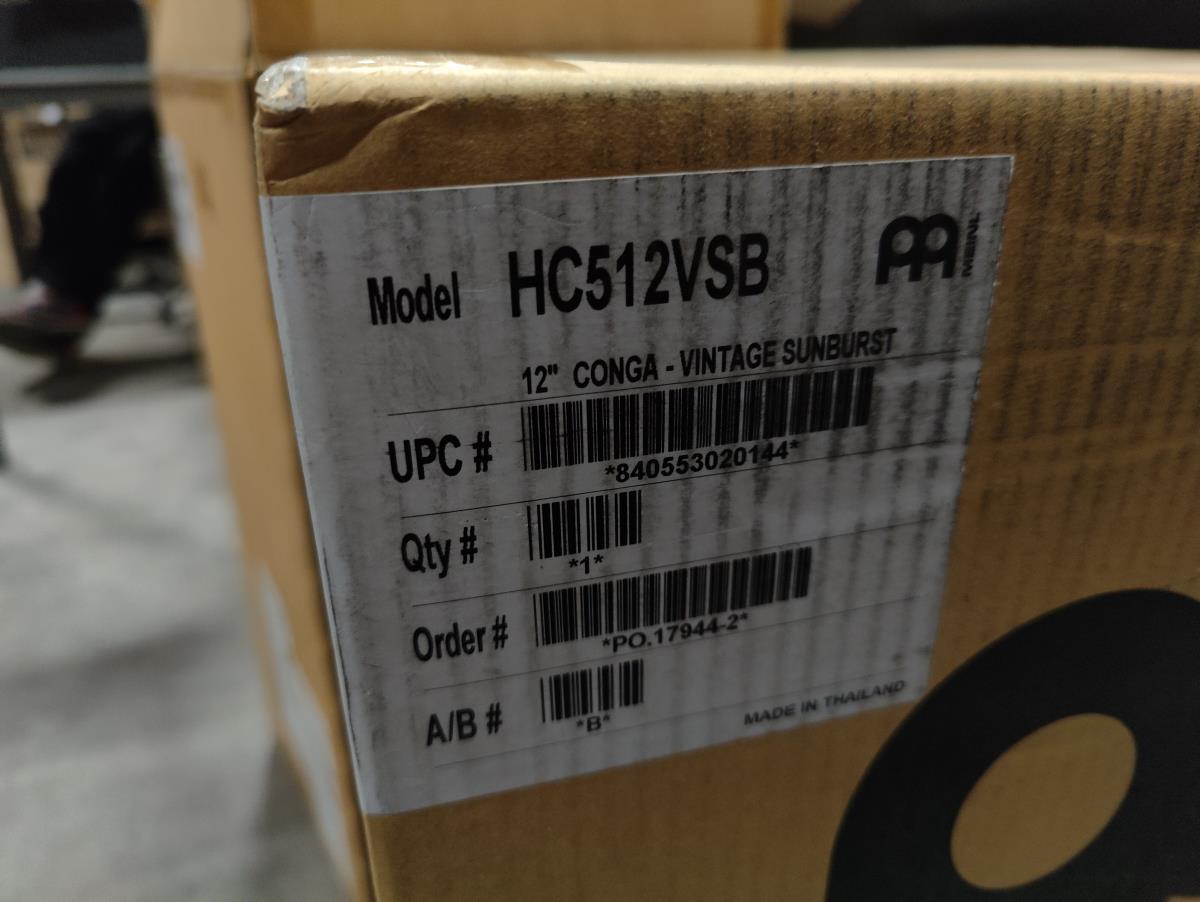 Model HC512VSB
MEINL
12" CONGA - VINTAGE SUNBURST
UPC #
*840553020144*
Qty #
*1*
Order #
*PO.17944-2*
A/B #
*B*
MADE IN THAILAND